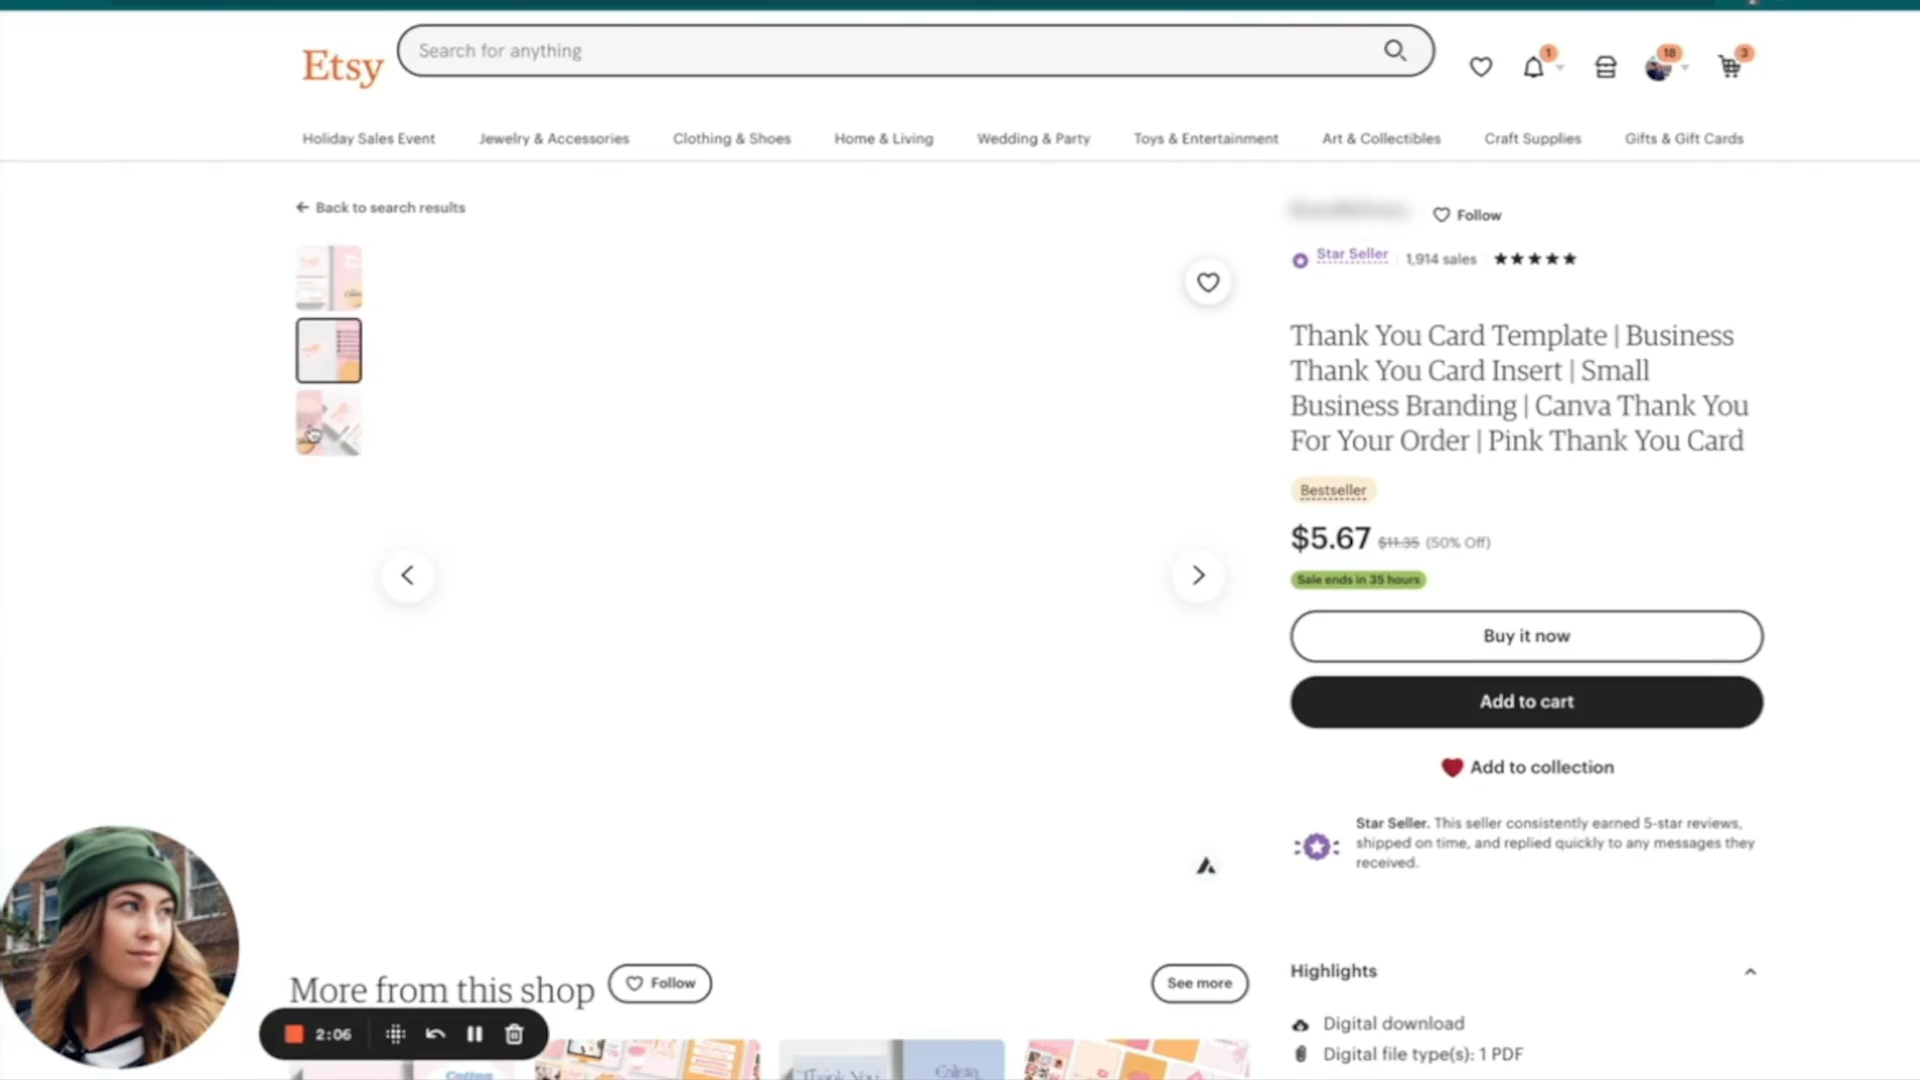 Etsy
Search for anything
1
18
3
Holiday Sales Event
Jewelry & Accessories
Clothing & Shoes
Home & Living
Wedding & Party
Toys & Entertainment
Art & Collectibles
Craft Supplies
Gifts & Gift Cards
Back to search results
Follow
Star Seller
1,914 sales
Thank You Card Template | Business
Thank You Card Insert | Small
Business Branding | Canva Thank You
For Your Order | Pink Thank You Card
Bestseller
$5.67 $11.35 (50% Off)
Sale ends in 35 hours
Buy it now
Add to cart
Add to collection
Star Seller. This seller consistently earned 5-star reviews,
shipped on time, and replied quickly to any messages they
received.
More from this shop
Follow
See more
Highlights
Digital download
Digital file type(s): 1 PDF
2:06
Thank You